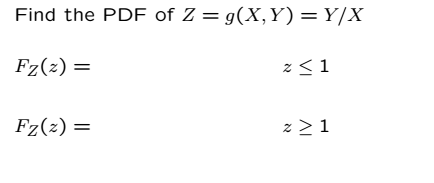 Find the PDF of Z = g(X, Y) = Y/X
F_Z(z) = z ≤ 1
F_Z(z) = z ≥ 1